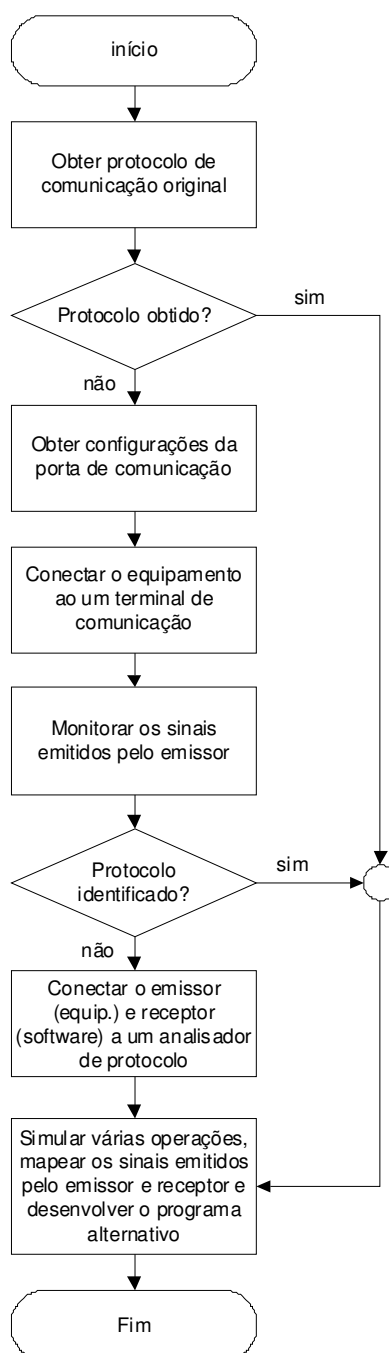 início
Obter protocolo de
comunicação original
Protocolo obtido?
sim
não
Obter configurações da
porta de comunicação
Conectar o equipamento
ao um terminal de
comunicação
Monitorar os sinais
emitidos pelo emissor
Protocolo
identificado?
sim
não
Conectar o emissor
(equip.) e receptor
(software) a um analisador
de protocolo
Simular várias operações,
mapear os sinais emitidos
pelo emissor e receptor e
desenvolver o programa
alternativo
Fim